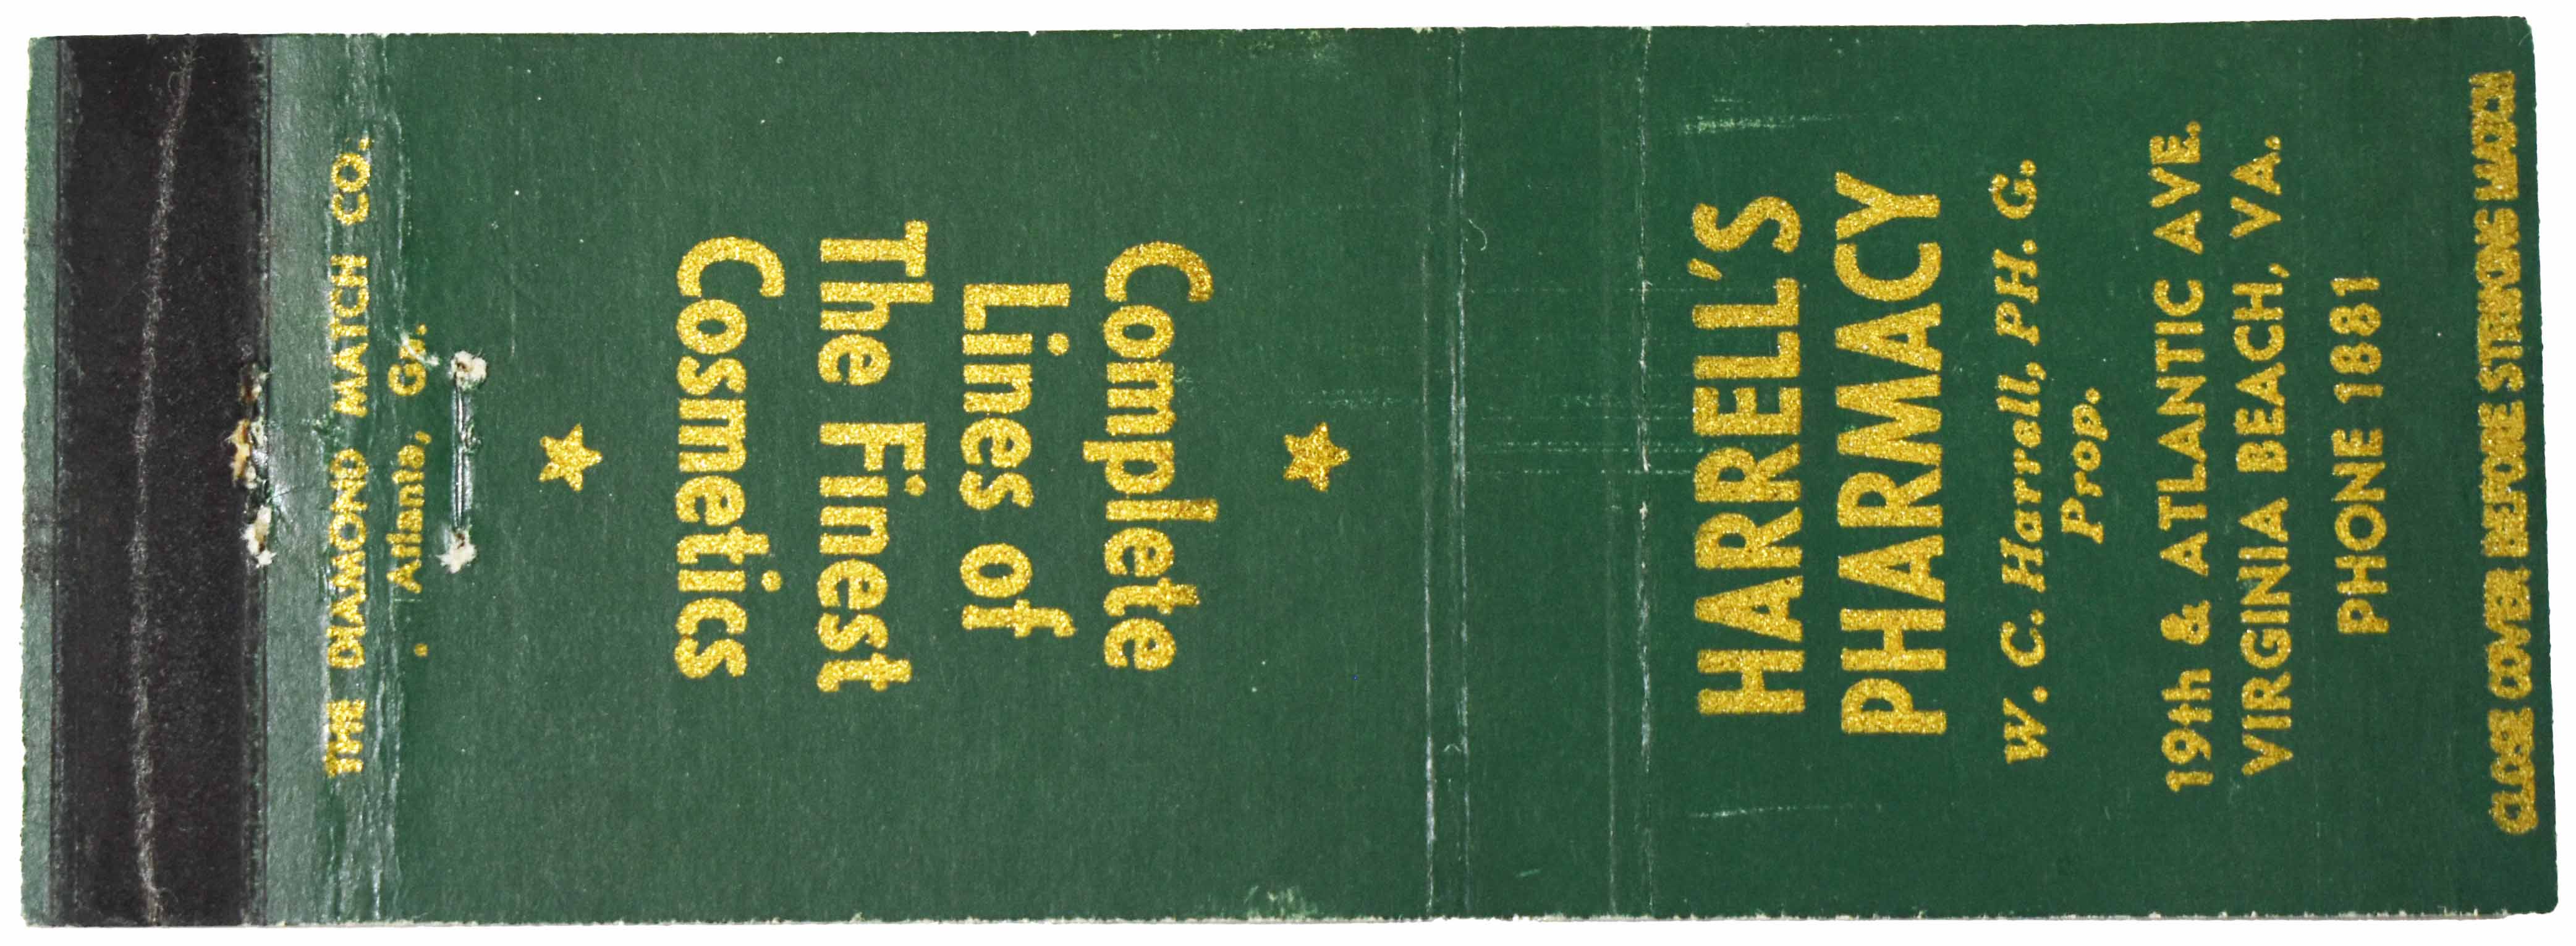 HARRELL'S
PHARMACY
W. C. Harrell, PH. G.
Prop.
19th & ATLANTIC AVE.
VIRGINIA BEACH, VA.
PHONE 1881
CLOSE COVER BEFORE STRIKING MATCH
Complete
Lines of
The Finest
Cosmetics
THE DIAMOND MATCH CO.
Atlanta, Ga.